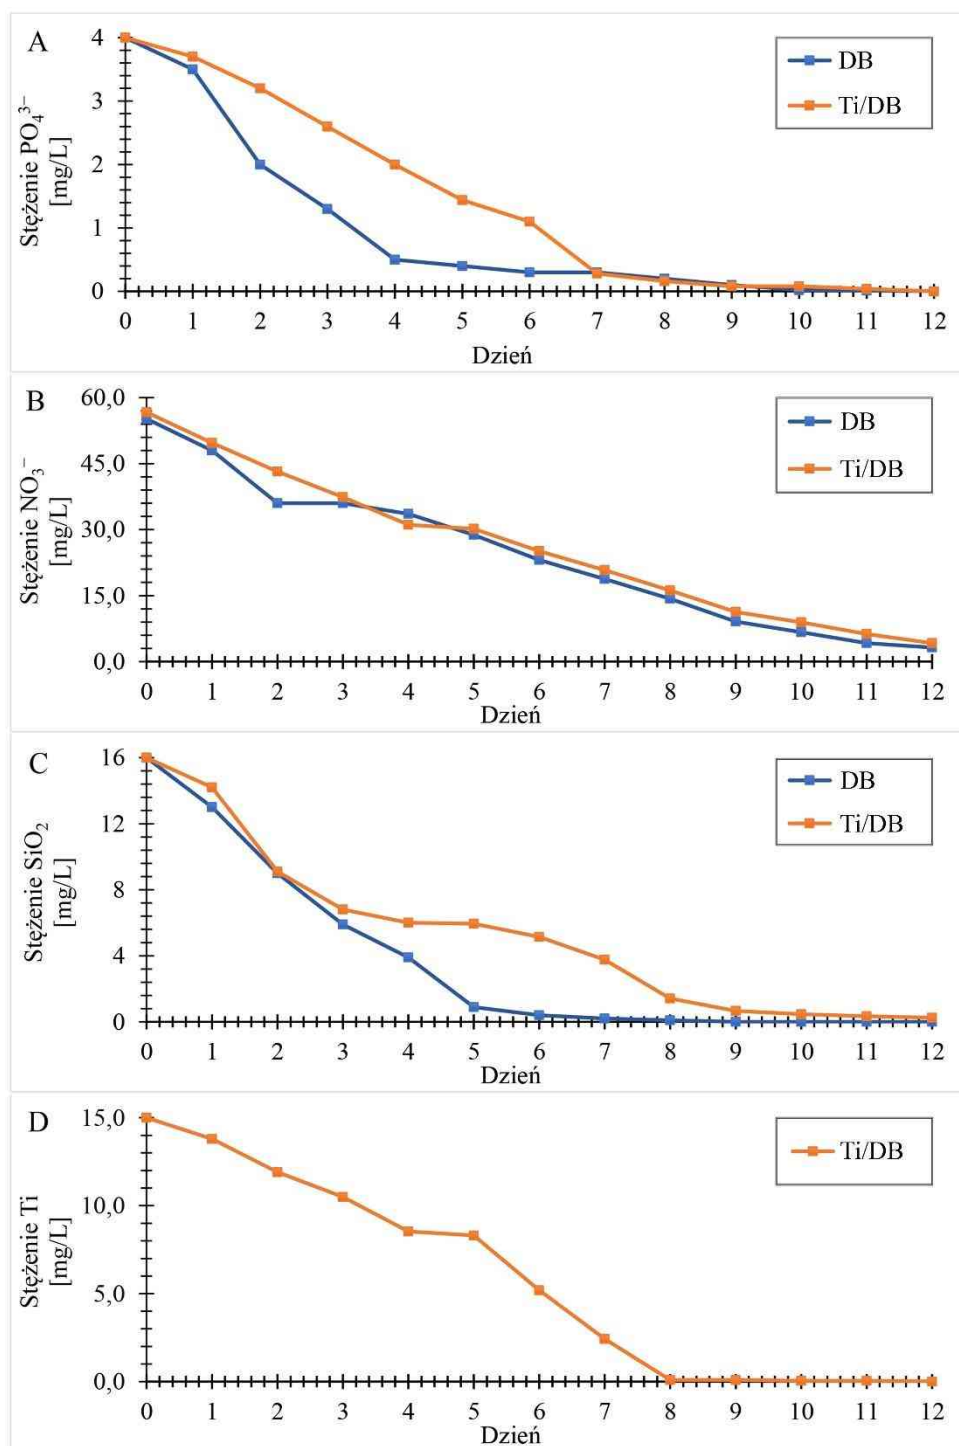 A
4
3
2
1
0
Stężenie PO₄³⁻
[mg/L]
DB
Ti/DB
0 1 2 3 4 5 6 7 8 9 10 11 12
Dzień
B
60,0
45,0
30,0
15,0
0,0
Stężenie NO₃⁻
[mg/L]
DB
Ti/DB
0 1 2 3 4 5 6 7 8 9 10 11 12
Dzień
C
16
12
8
4
0
Stężenie SiO₂
[mg/L]
DB
Ti/DB
0 1 2 3 4 5 6 7 8 9 10 11 12
Dzień
D
15,0
10,0
5,0
0,0
Stężenie Ti
[mg/L]
Ti/DB
0 1 2 3 4 5 6 7 8 9 10 11 12
Dzień